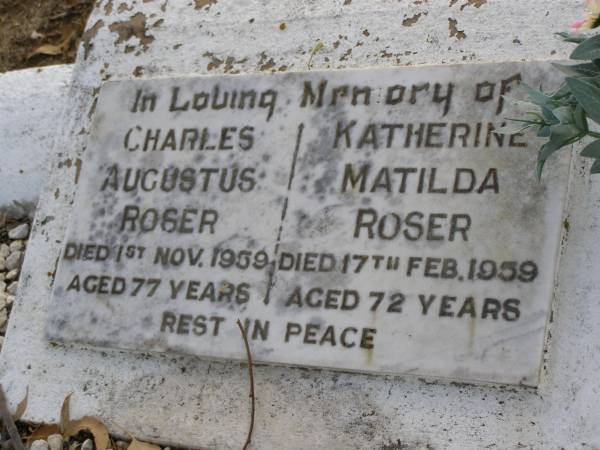 In Loving Memory of
CHARLES KATHERINE
AUGUSTUS MATILDA
ROSER ROSER
DIED 1ST NOV. 1959 DIED 17TH FEB. 1959
AGED 77 YEARS AGED 72 YEARS
REST IN PEACE